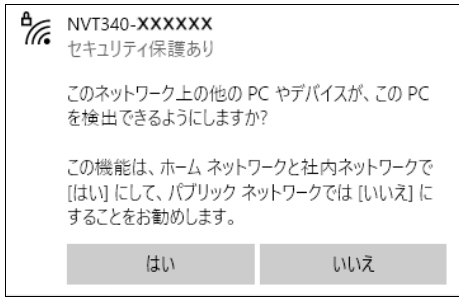 NVT340-XXXXXX
セキュリティ保護あり
このネットワーク上の他の PC やデバイスが、この PC
を検出できるようにしますか?
この機能は、ホーム ネットワークと社内ネットワークで
[はい] にして、パブリック ネットワークでは [いいえ] に
することをお勧めします。
はい
いいえ